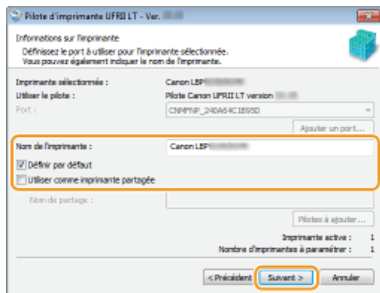 Pilote d'imprimante UFRII LT - Ver.
Informations sur l'imprimante
Définissez le port à utiliser pour l'imprimante sélectionnée.
Vous pouvez également indiquer le nom de l'imprimante.
Imprimante sélectionnée : Canon LBP
Utiliser le pilote : Pilote Canon UFRII LT version
Port : CNMFNP_240A64C1B95D
Ajouter un port...
Nom de l'imprimante : Canon LBP
Définir par défaut
Utiliser comme imprimante partagée
Nom de partage :
Pilotes à ajouter...
Imprimante active : 1
Nombre d'imprimantes à paramétrer : 1
< Précédent Suivant > Annuler